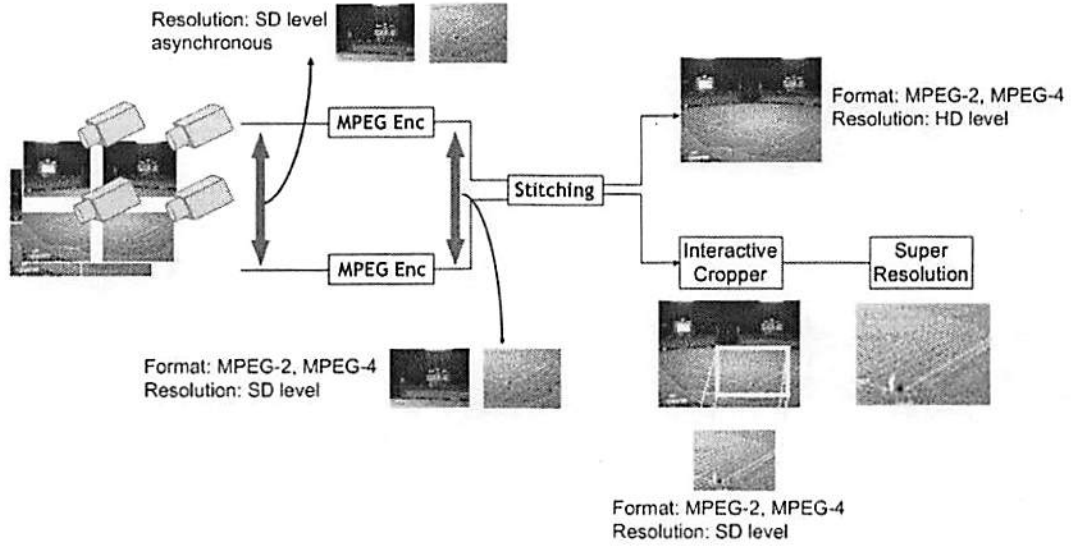 Resolution: SD level
asynchronous
MPEG Enc
Format: MPEG-2, MPEG-4
Resolution: HD level
Stitching
MPEG Enc
Interactive
Cropper
Super
Resolution
Format: MPEG-2, MPEG-4
Resolution: SD level
Format: MPEG-2, MPEG-4
Resolution: SD level